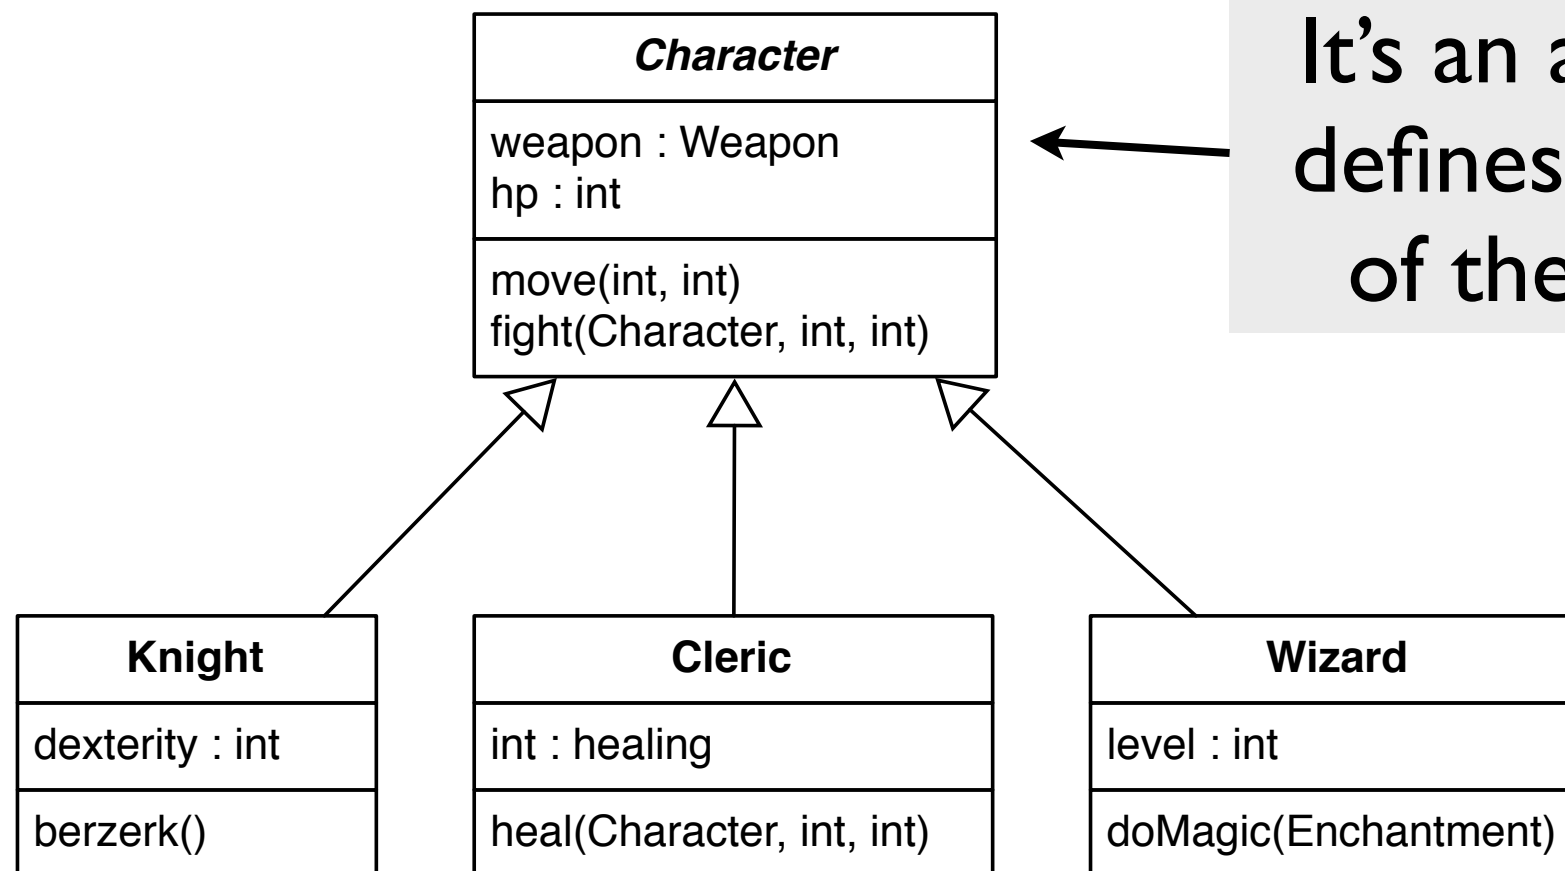 Character
weapon : Weapon
hp : int
move(int, int)
fight(Character, int, int)
It’s an
defines
of the
Knight
dexterity : int
berzerk()
Cleric
int : healing
heal(Character, int, int)
Wizard
level : int
doMagic(Enchantment)